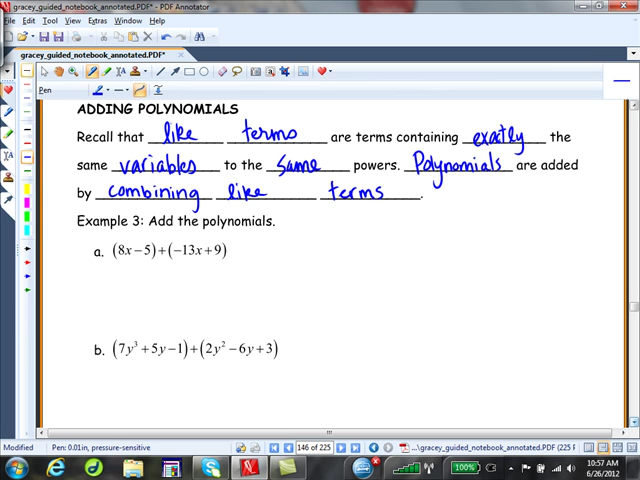 gracey_guided_notebook_annotated.PDF* - PDF Annotator
File Edit Tool View Extras Window Help
gracey_guided_notebook_annotated.PDF*
Pen
ADDING POLYNOMIALS
Recall that like terms are terms containing exactly the
same variables to the same powers. Polynomials are added
by combining like terms.
Example 3: Add the polynomials.
a. (8x − 5) + (−13x + 9)
b. (7y³ + 5y − 1) + (2y² − 6y + 3)
Modified Pen: 0.01in, pressure-sensitive 146 of 225 ...\gracey_guided_notebook_annotated.PDF (225 P
100% 10:57 AM
6/26/2012